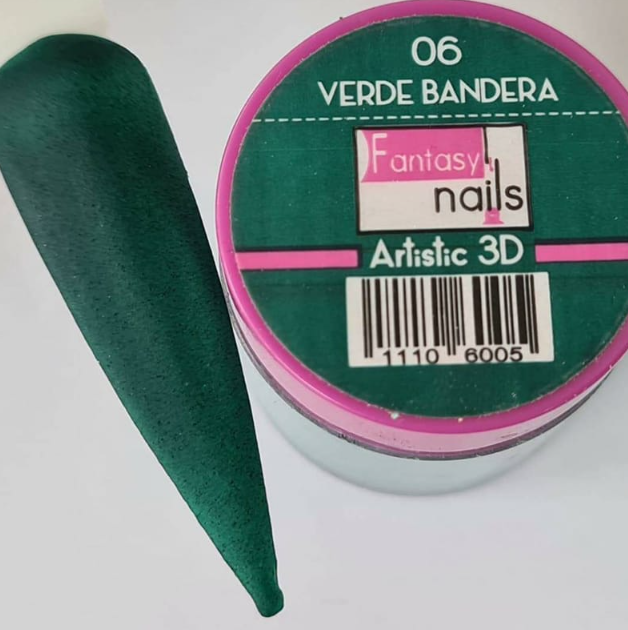 06
VERDE BANDERA
Fantasy
nails
Artistic 3D
1110 6005